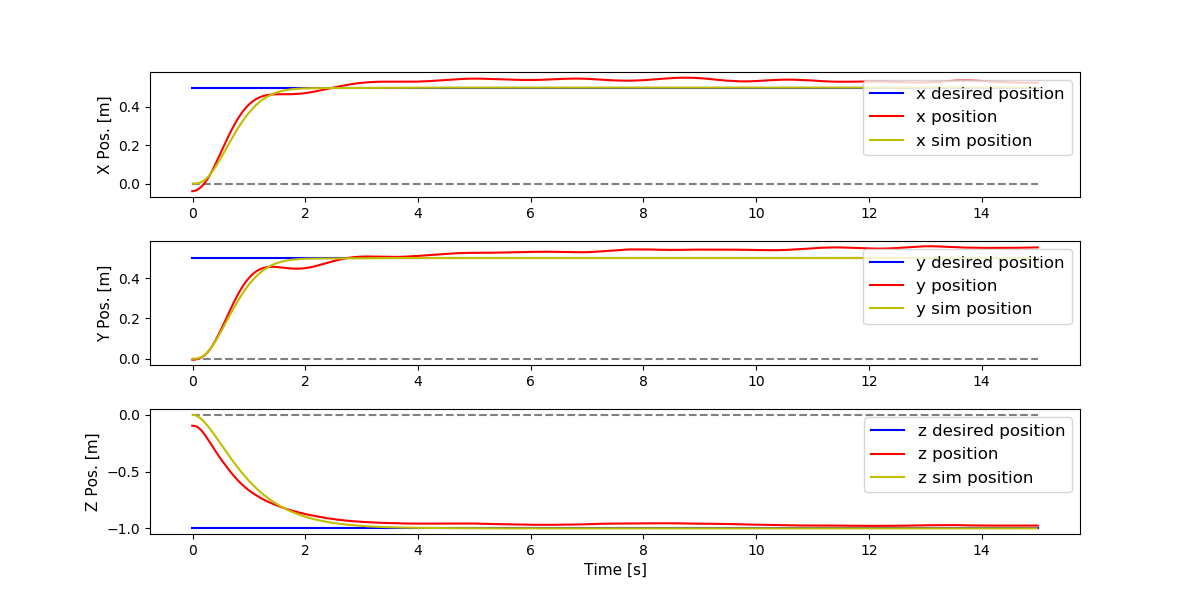 X Pos. [m]
0.4
0.2
0.0
x desired position
x position
x sim position
0 2 4 6 8 10 12 14
Y Pos. [m]
0.4
0.2
0.0
y desired position
y position
y sim position
0 2 4 6 8 10 12 14
Z Pos. [m]
0.0
−0.5
−1.0
z desired position
z position
z sim position
0 2 4 6 8 10 12 14
Time [s]